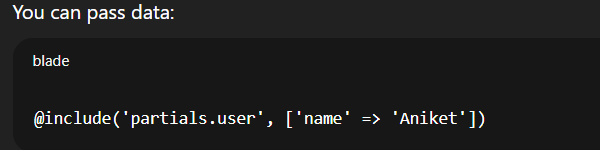 You can pass data:
blade
@include('partials.user', ['name' => 'Aniket'])